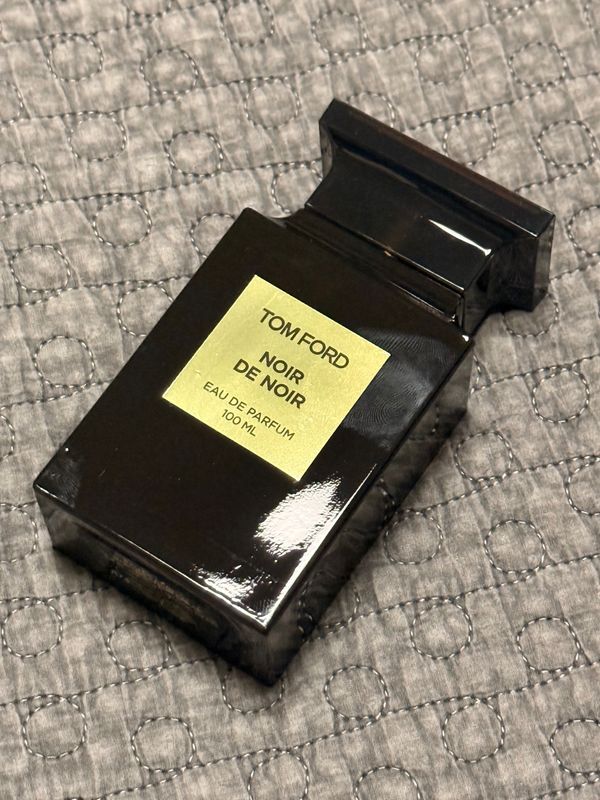 TOM FORD
NOIR
DE NOIR
EAU DE PARFUM
100 ML